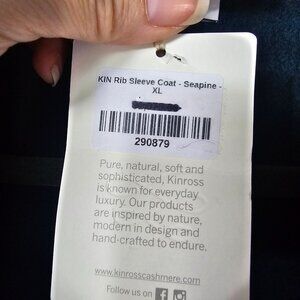 KIN Rib Sleeve Coat - Seapine -
XL
290879
Pure, natural, soft and
sophisticated, Kinross
is known for everyday
luxury. Our products
are inspired by nature,
modern in design and
hand-crafted to endure.
www.kinrosscashmere.com
Follow us on